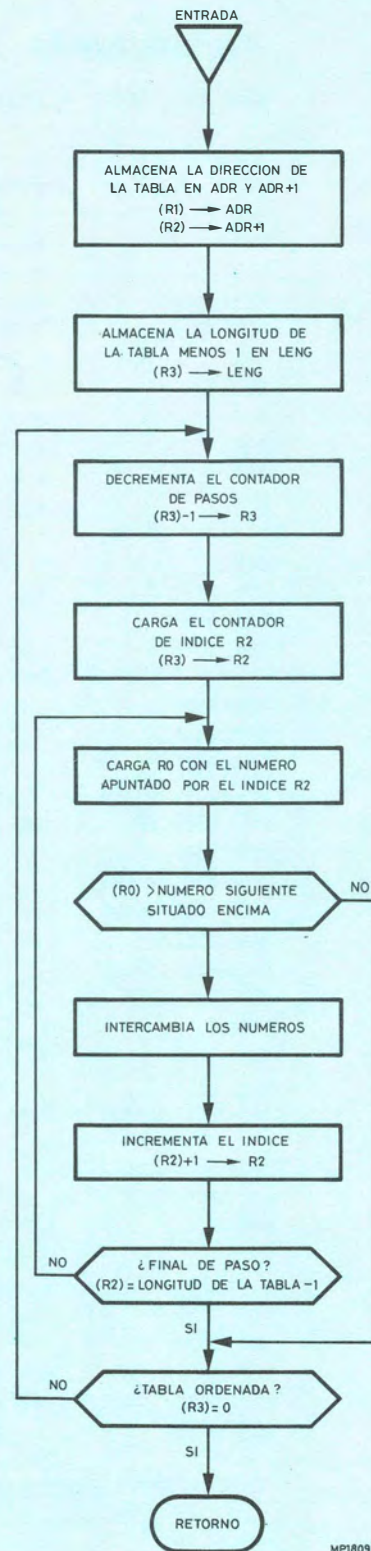 ENTRADA
ALMACENA LA DIRECCION DE
LA TABLA EN ADR Y ADR+1
(R1) → ADR
(R2) → ADR+1
ALMACENA LA LONGITUD DE
LA TABLA MENOS 1 EN LENG
(R3) → LENG
DECREMENTA EL CONTADOR
DE PASOS
(R3)-1 → R3
CARGA EL CONTADOR
DE INDICE R2
(R3) → R2
CARGA R0 CON EL NUMERO
APUNTADO POR EL INDICE R2
(R0) > NUMERO SIGUIENTE
SITUADO ENCIMA
NO
INTERCAMBIA LOS NUMEROS
INCREMENTA EL INDICE
(R2)+1 → R2
NO
¿FINAL DE PASO?
(R2)=LONGITUD DE LA TABLA-1
SI
NO
¿TABLA ORDENADA?
(R3)=0
SI
RETORNO
MP1809